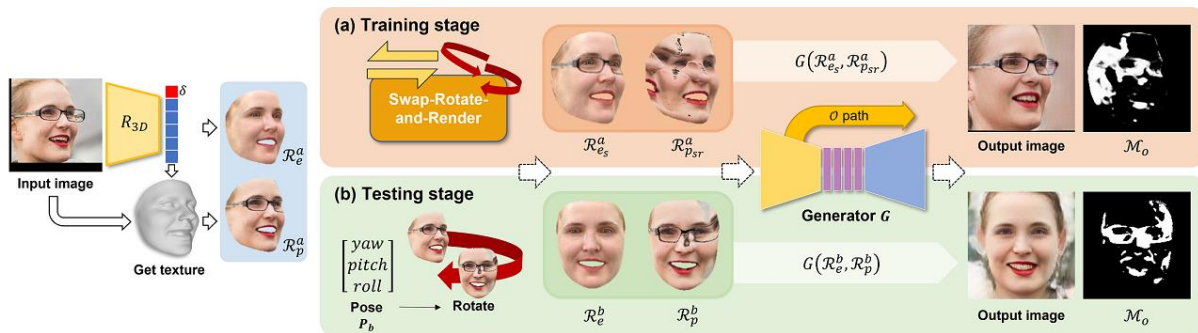 R_{3D}
δ
Input image
Get texture
ℛ_e^a
ℛ_p^a
(a) Training stage
Swap-Rotate-
and-Render
ℛ_{e_s}^a
ℛ_{p_{sr}}^a
G(ℛ_{e_s}^a, ℛ_{p_{sr}}^a)
𝒪 path
Generator G
Output image
ℳ_o
(b) Testing stage
yaw
pitch
roll
Pose
P_b
Rotate
ℛ_e^b
ℛ_p^b
G(ℛ_e^b, ℛ_p^b)
Output image
ℳ_o